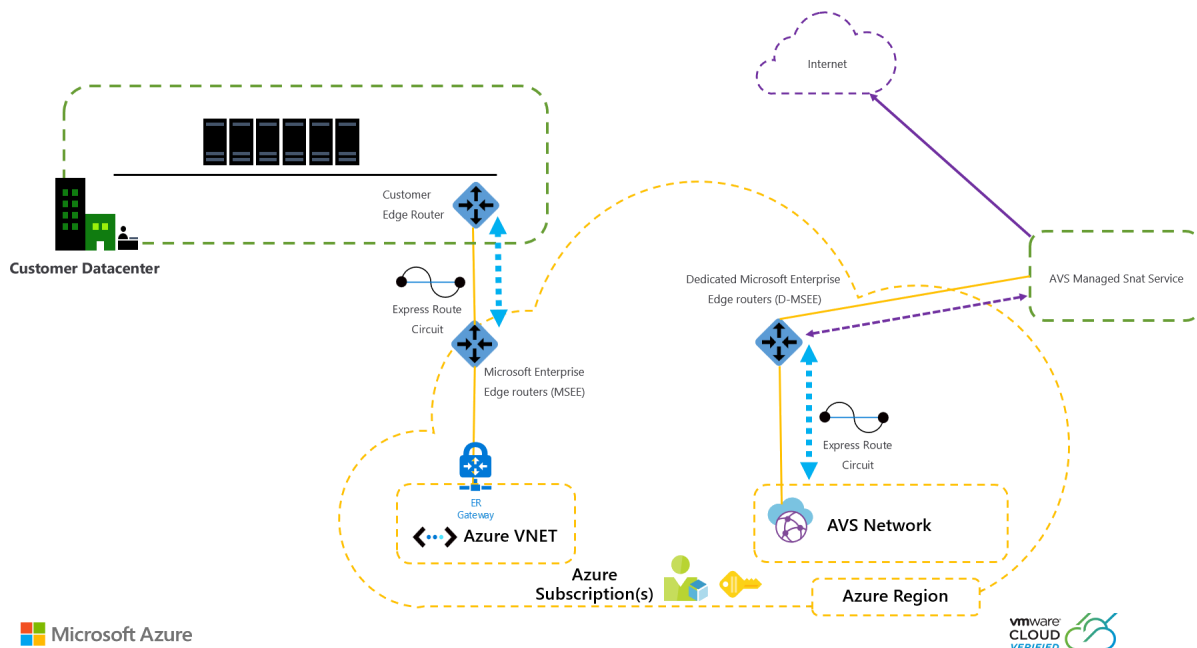 Internet
Customer
Edge Router
Customer Datacenter
Dedicated Microsoft Enterprise
Edge routers (D-MSEE)
AVS Managed Snat Service
Express Route
Circuit
Microsoft Enterprise
Edge routers (MSEE)
Express Route
Circuit
ER
Gateway
Azure VNET
AVS Network
Azure
Subscription(s)
Azure Region
Microsoft Azure
vmware
CLOUD
VERIFIED